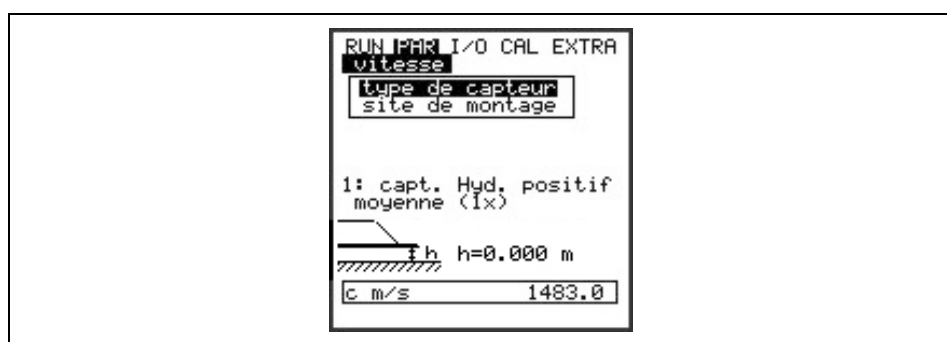 RUN PAR I/O CAL EXTRA
vitesse
type de capteur
site de montage
1: capt. Hyd. positif
moyenne (1x)
h h=0.000 m
c m/s 1483.0